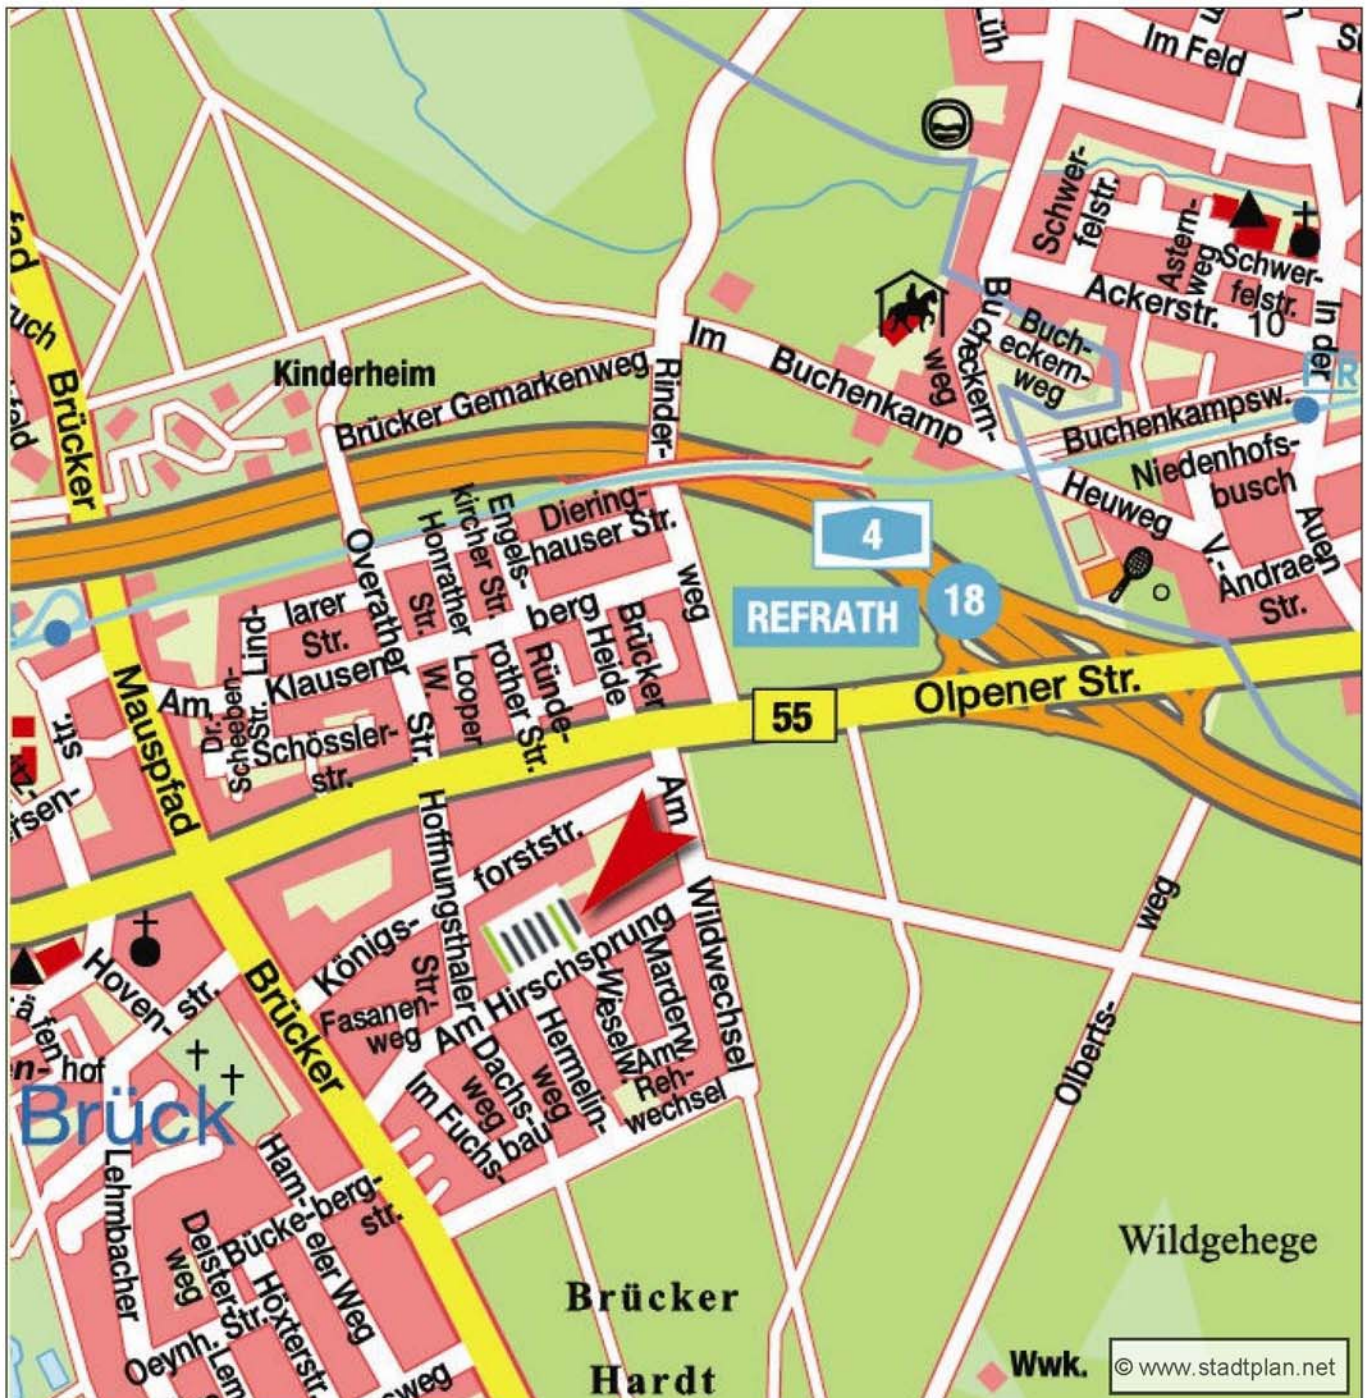 Lüh
Im Feld
Schwer-
felstr.
Astern-
weg
Schwer-
felstr.
10
Ackerstr.
In der
Buch-
eckern-
weg
Bucheckern-
weg
Im Buchenkamp
Buchenkampsw.
Niedenhofs-
busch
Heuweg
Auen
V.-
Andraee-
Str.
Kinderheim
Brücker Gemarkenweg
Rinder-
weg
Brücker
Mauspfad
Diering-
hauser Str.
Engels-
kircher Str.
Honrather
Str.
Overather
Str.
Lind-
larer
Str.
berg
Heide
Brücker
Am
Klausen
Looper
W.
Ründe-
rother Str.
Dr.-
Scheeben-
Str.
Schössler-
str.
4
REFRATH
18
55
Olpener Str.
Am
Wildwechsel
Hoffnungsthaler
Str.
Königs-
forststr.
Am Hirschsprung
Fasanen-
weg
Marderw.
Wieselw.
Hermelin-
weg
Dachs-
weg
Im Fuchs-
bau
Am
Reh-
wechsel
Hoven-
str.
hof
Brück
Brücker
Lehmbacher
Ham-
eler Weg
Bücke-berg-
str.
Deister-
weg
Höxterstr.
Oeynh. Str.
Lem
Olberts-
weg
Wildgehege
Brücker
Hardt
Wwk.
© www.stadtplan.net